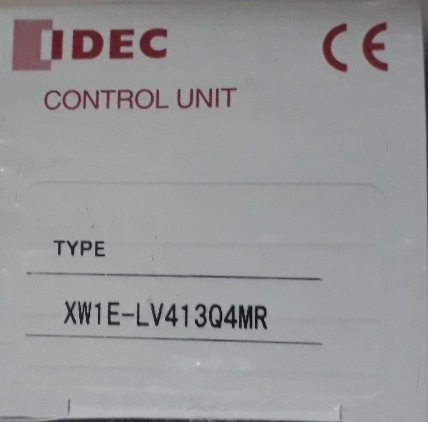 IDEC CE
CONTROL UNIT
TYPE
XW1E-LV413Q4MR